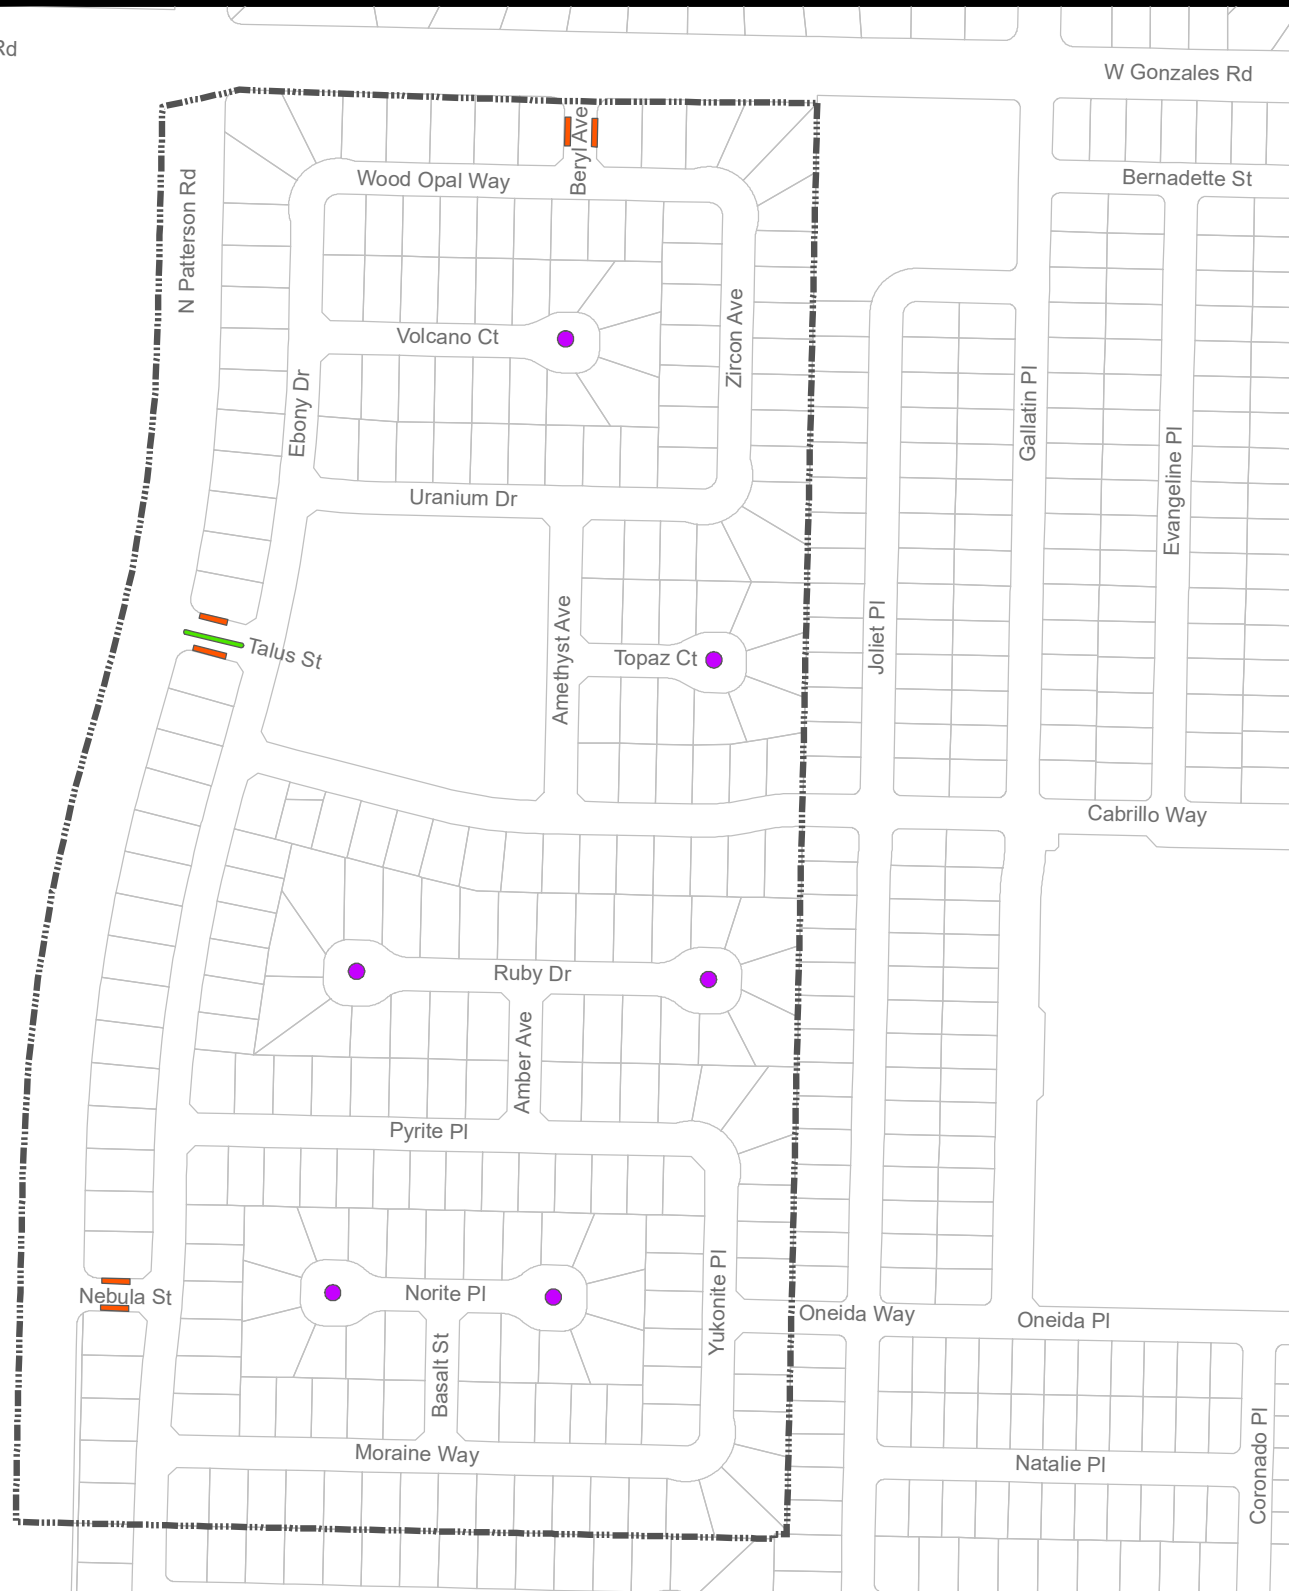 Rd
W Gonzales Rd
Beryl Ave
Wood Opal Way
Bernadette St
N Patterson Rd
Volcano Ct
Zircon Ave
Ebony Dr
Gallatin Pl
Evangeline Pl
Uranium Dr
Amethyst Ave
Joliet Pl
Talus St
Topaz Ct
Cabrillo Way
Ruby Dr
Amber Ave
Pyrite Pl
Norite Pl
Nebula St
Yukonite Pl
Oneida Way
Oneida Pl
Basalt St
Moraine Way
Natalie Pl
Coronado Pl